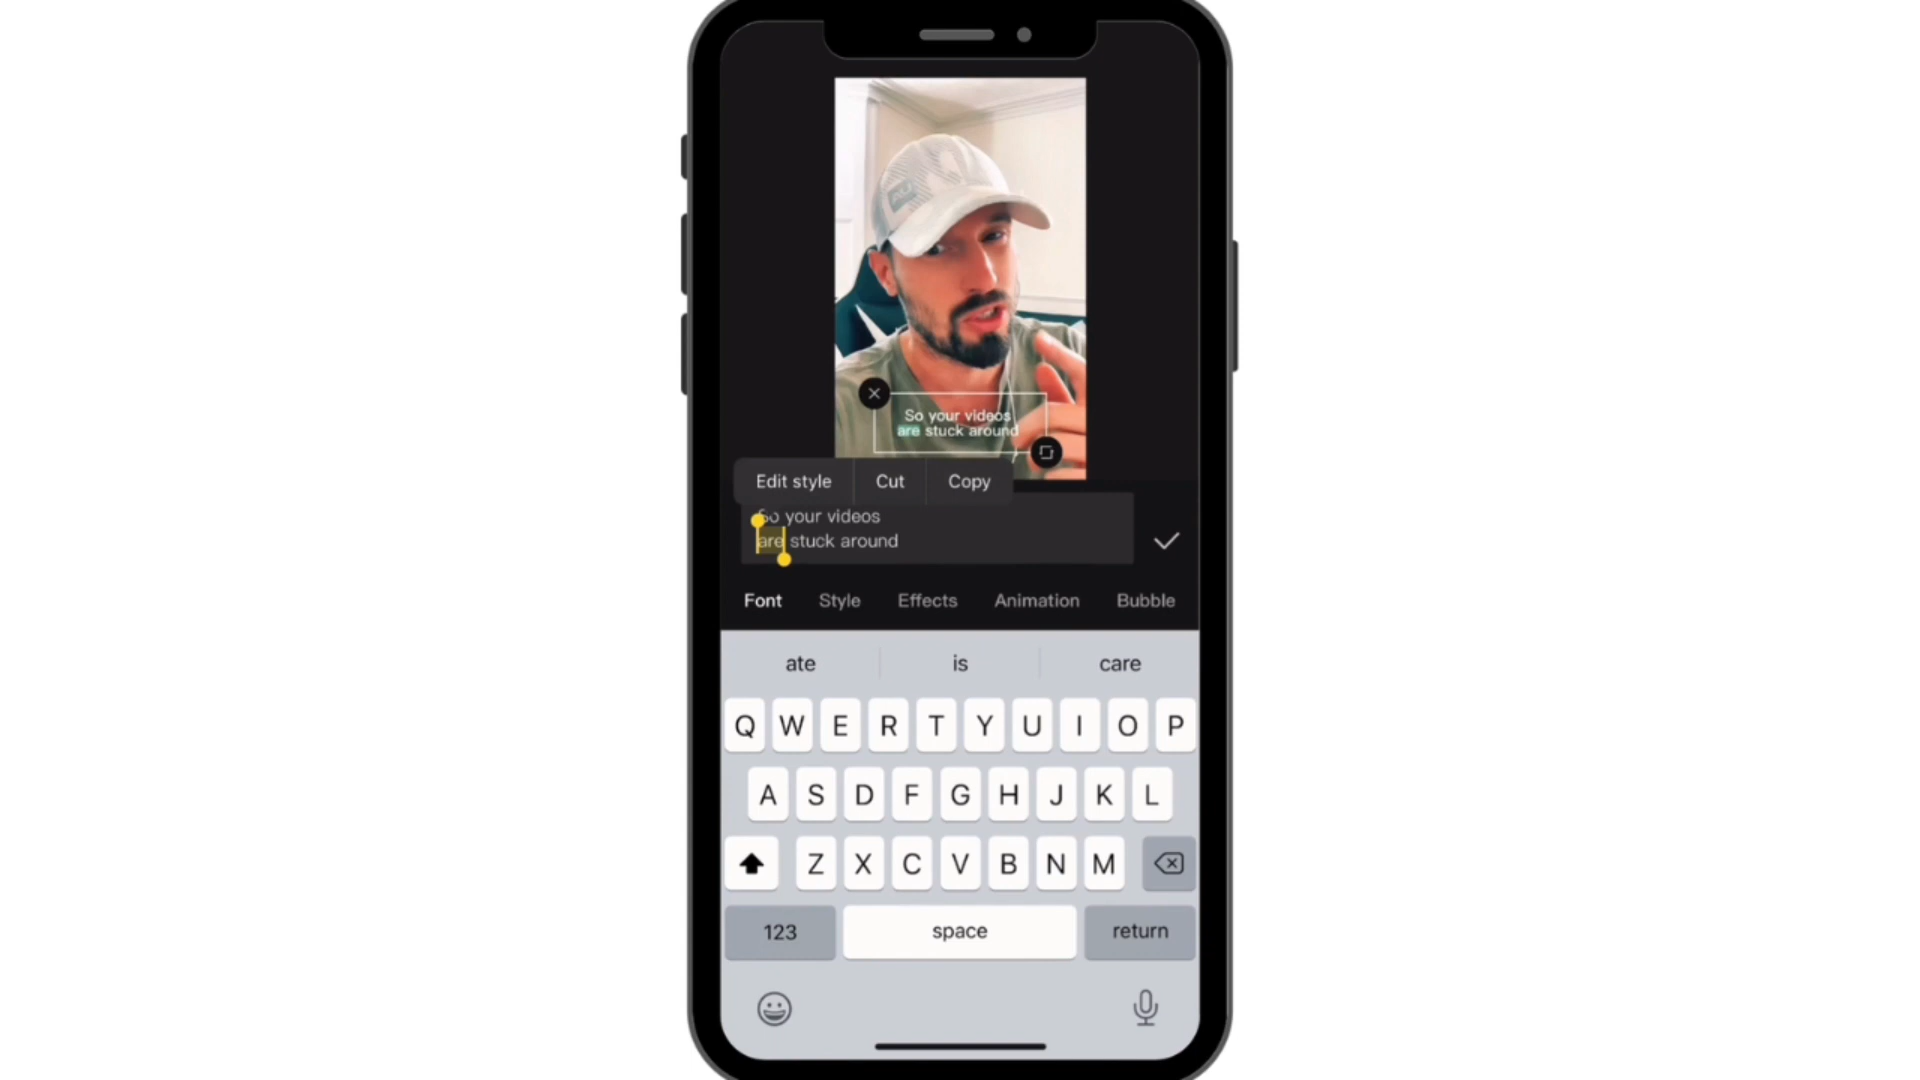 So your videos
are stuck around
Edit style Cut Copy
So your videos
are stuck around
Font Style Effects Animation Bubble
ate is care
Q W E R T Y U I O P
A S D F G H J K L
Z X C V B N M
123 space return